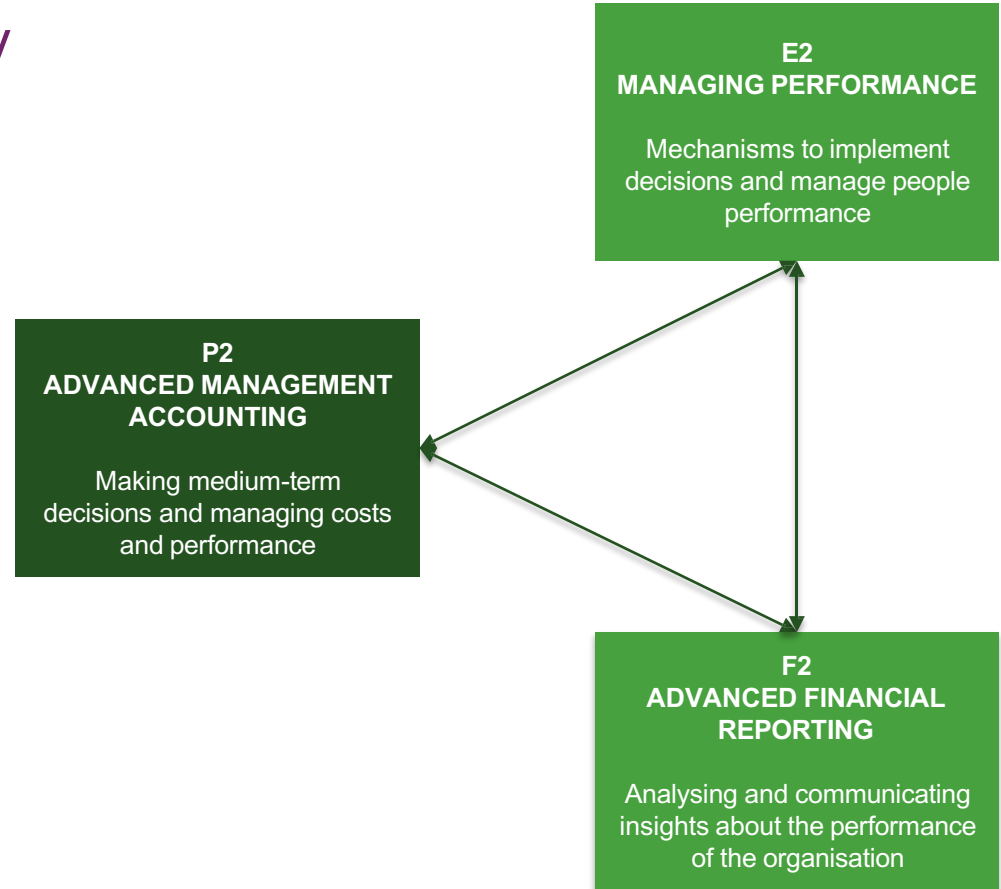 E2
MANAGING PERFORMANCE
Mechanisms to implement
decisions and manage people
performance
P2
ADVANCED MANAGEMENT
ACCOUNTING
Making medium-term
decisions and managing costs
and performance
F2
ADVANCED FINANCIAL
REPORTING
Analysing and communicating
insights about the performance
of the organisation